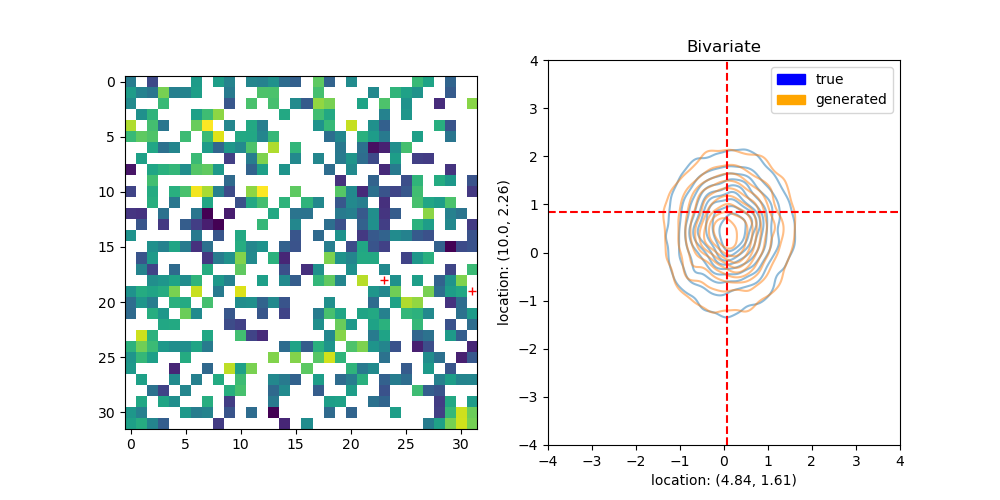 Bivariate
0
5
10
15
20
25
30
0 5 10 15 20 25 30
4
3
2
1
0
−1
−2
−3
−4
−4 −3 −2 −1 0 1 2 3 4
true
generated
location: (10.0, 2.26)
location: (4.84, 1.61)